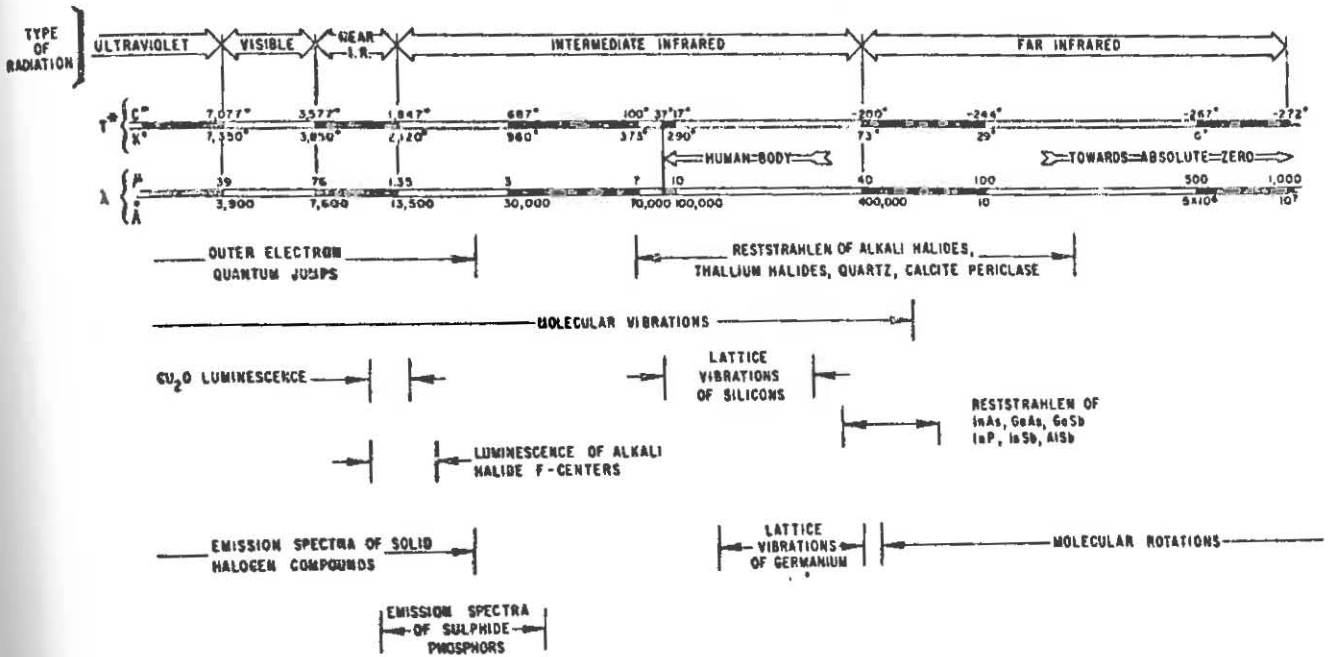 TYPE OF RADIATION
ULTRAVIOLET VISIBLE NEAR I.R. INTERMEDIATE INFRARED FAR INFRARED
T* C° 7,077° 3,577° 1,847° 687° 100° 37° 17° -200° -244° -267° -272°
K° 7,350° 3,850° 2,120° 960° 373° 290° 73° 29° 6°
HUMAN BODY TOWARDS ABSOLUTE ZERO
λ μ 39 76 1.35 3 7 10 40 100 500 1,000
Å 3,900 7,600 13,500 30,000 70,000 100,000 400,000 10 5X10⁶ 10⁷
OUTER ELECTRON
QUANTUM JUMPS
RESTSTRAHLEN OF ALKALI HALIDES,
THALLIUM HALIDES, QUARTZ, CALCITE PERICLASE
MOLECULAR VIBRATIONS
CU₂O LUMINESCENCE
LATTICE
VIBRATIONS
OF SILICONS
RESTSTRAHLEN OF
InAs, GaAs, GaSb
InP, InSb, AlSb
LUMINESCENCE OF ALKALI
HALIDE F-CENTERS
EMISSION SPECTRA OF SOLID
HALOGEN COMPOUNDS
LATTICE
VIBRATIONS
OF GERMANIUM
MOLECULAR ROTATIONS
EMISSION SPECTRA
OF SULPHIDE
PHOSPHORS